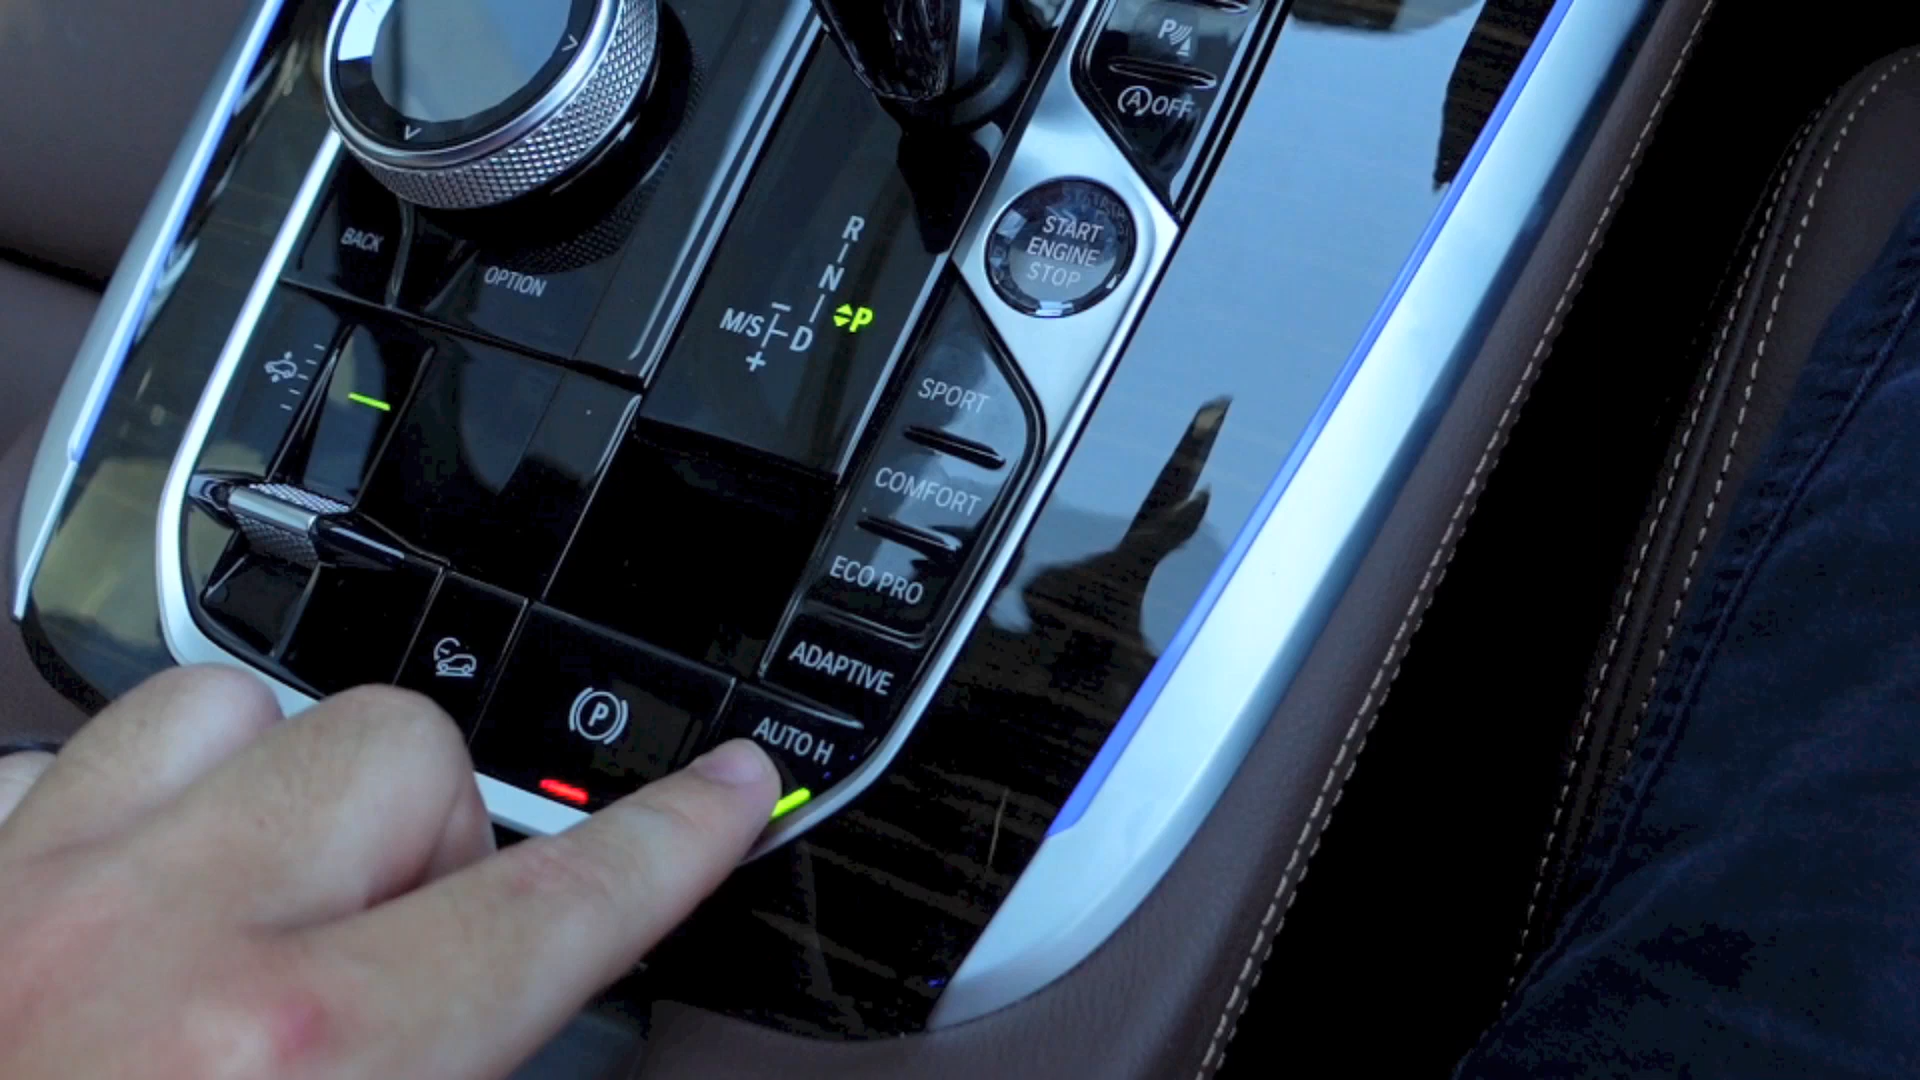 P
A OFF
START
ENGINE
STOP
BACK
OPTION
R
N
M/S
D
P
+
SPORT
COMFORT
ECO PRO
ADAPTIVE
P
AUTO H